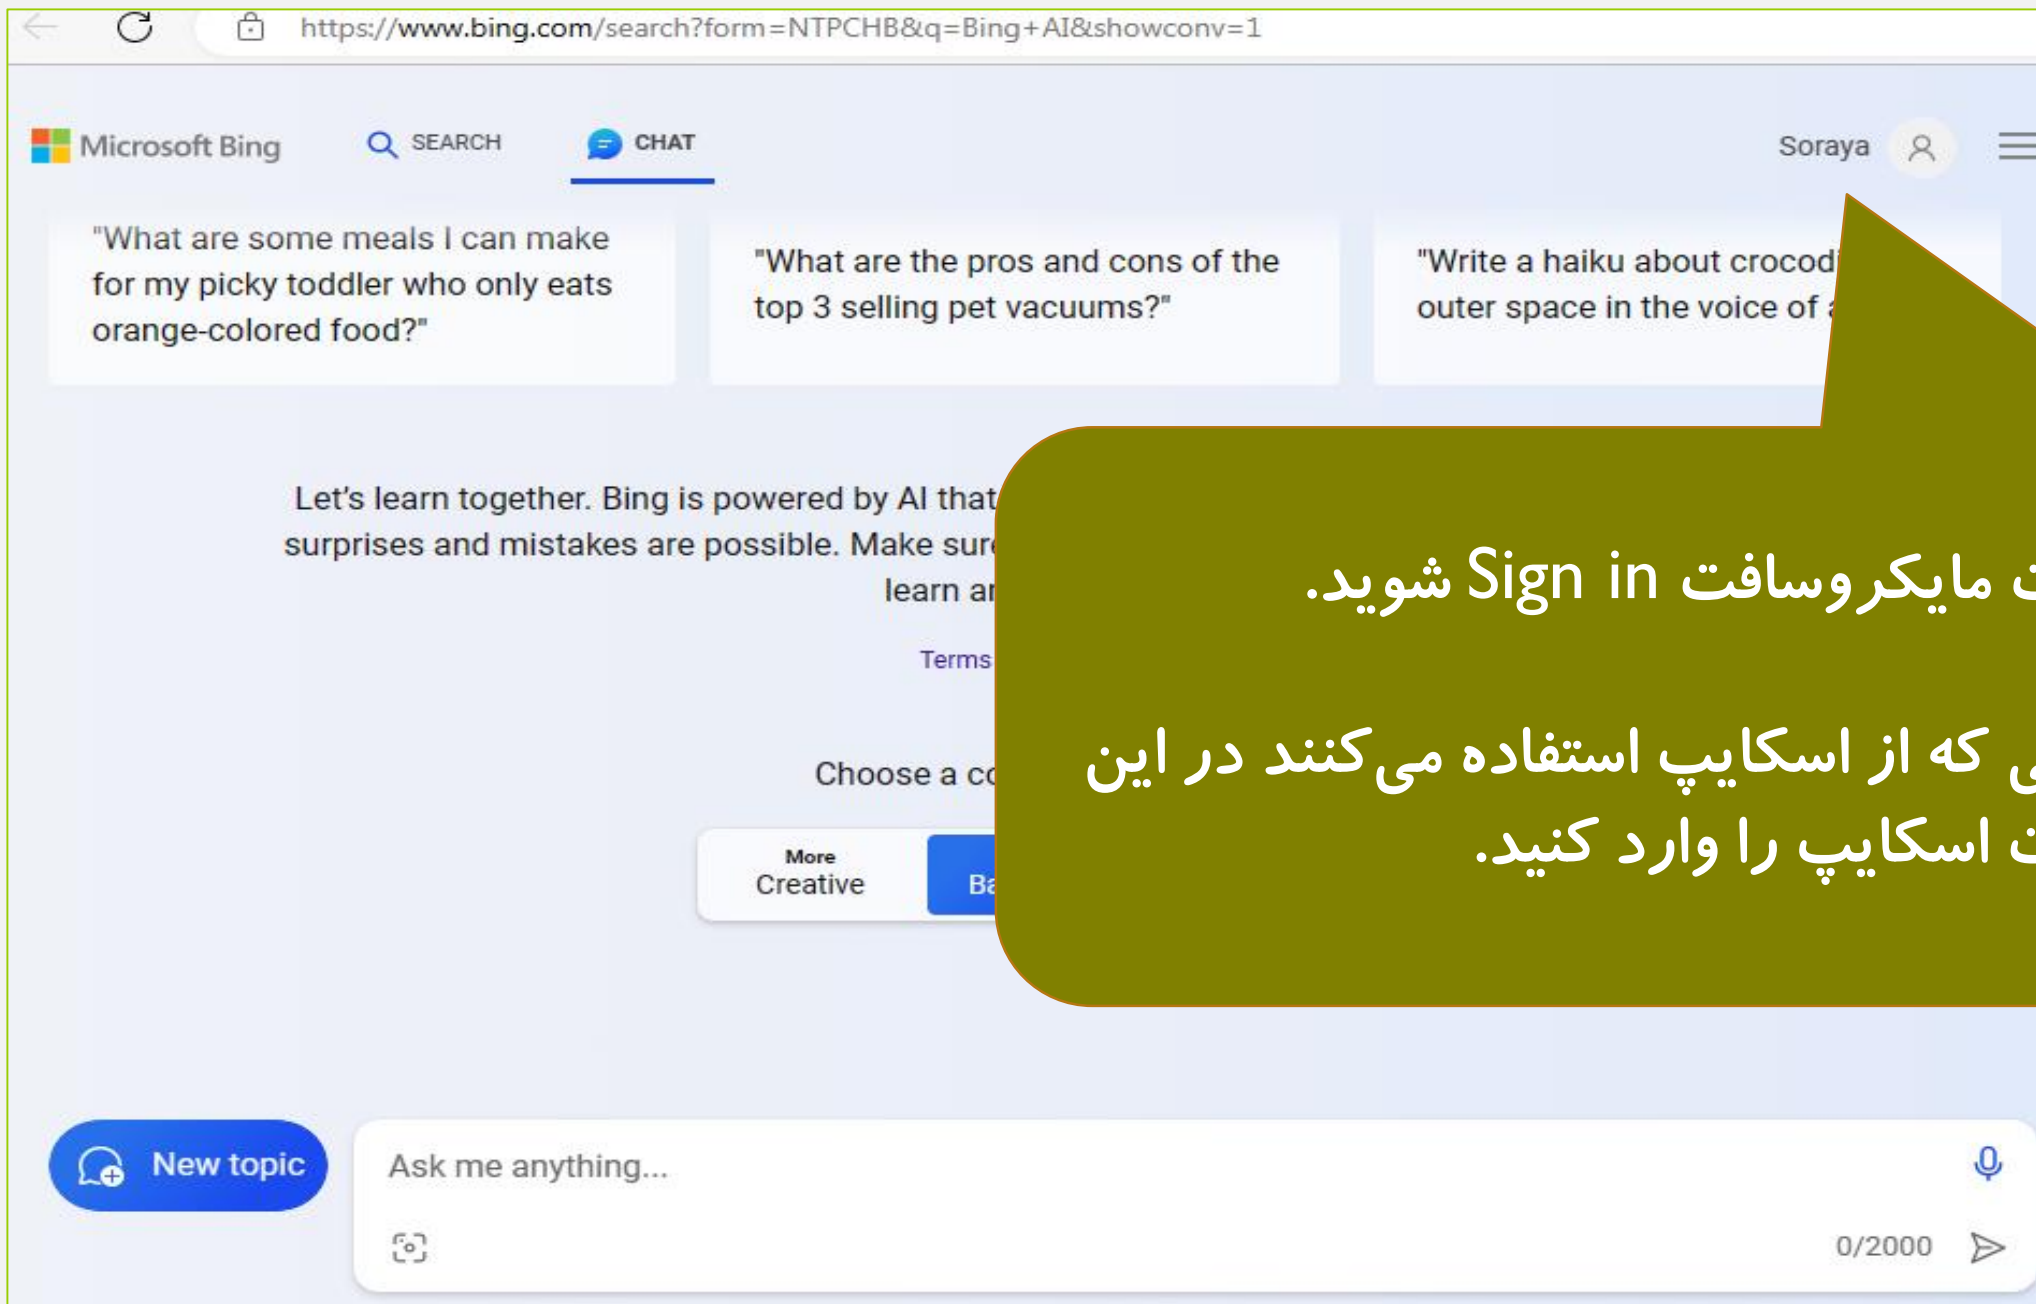 https://www.bing.com/search?form=NTPCHB&q=Bing+AI&showconv=1
Microsoft Bing
SEARCH
CHAT
Soraya
"What are some meals I can make
for my picky toddler who only eats
orange-colored food?"
"What are the pros and cons of the
top 3 selling pet vacuums?"
"Write a haiku about
outer space in the voice of
Let's learn together. Bing is powered by AI that
surprises and mistakes are possible. Make sure
learn
Terms
Choose a
More
Creative
مایکروسافت Sign in شوید.
که از اسکایپ استفاده می‌کنند در این
اسکایپ را وارد کنید.
New topic
Ask me anything...
0/2000